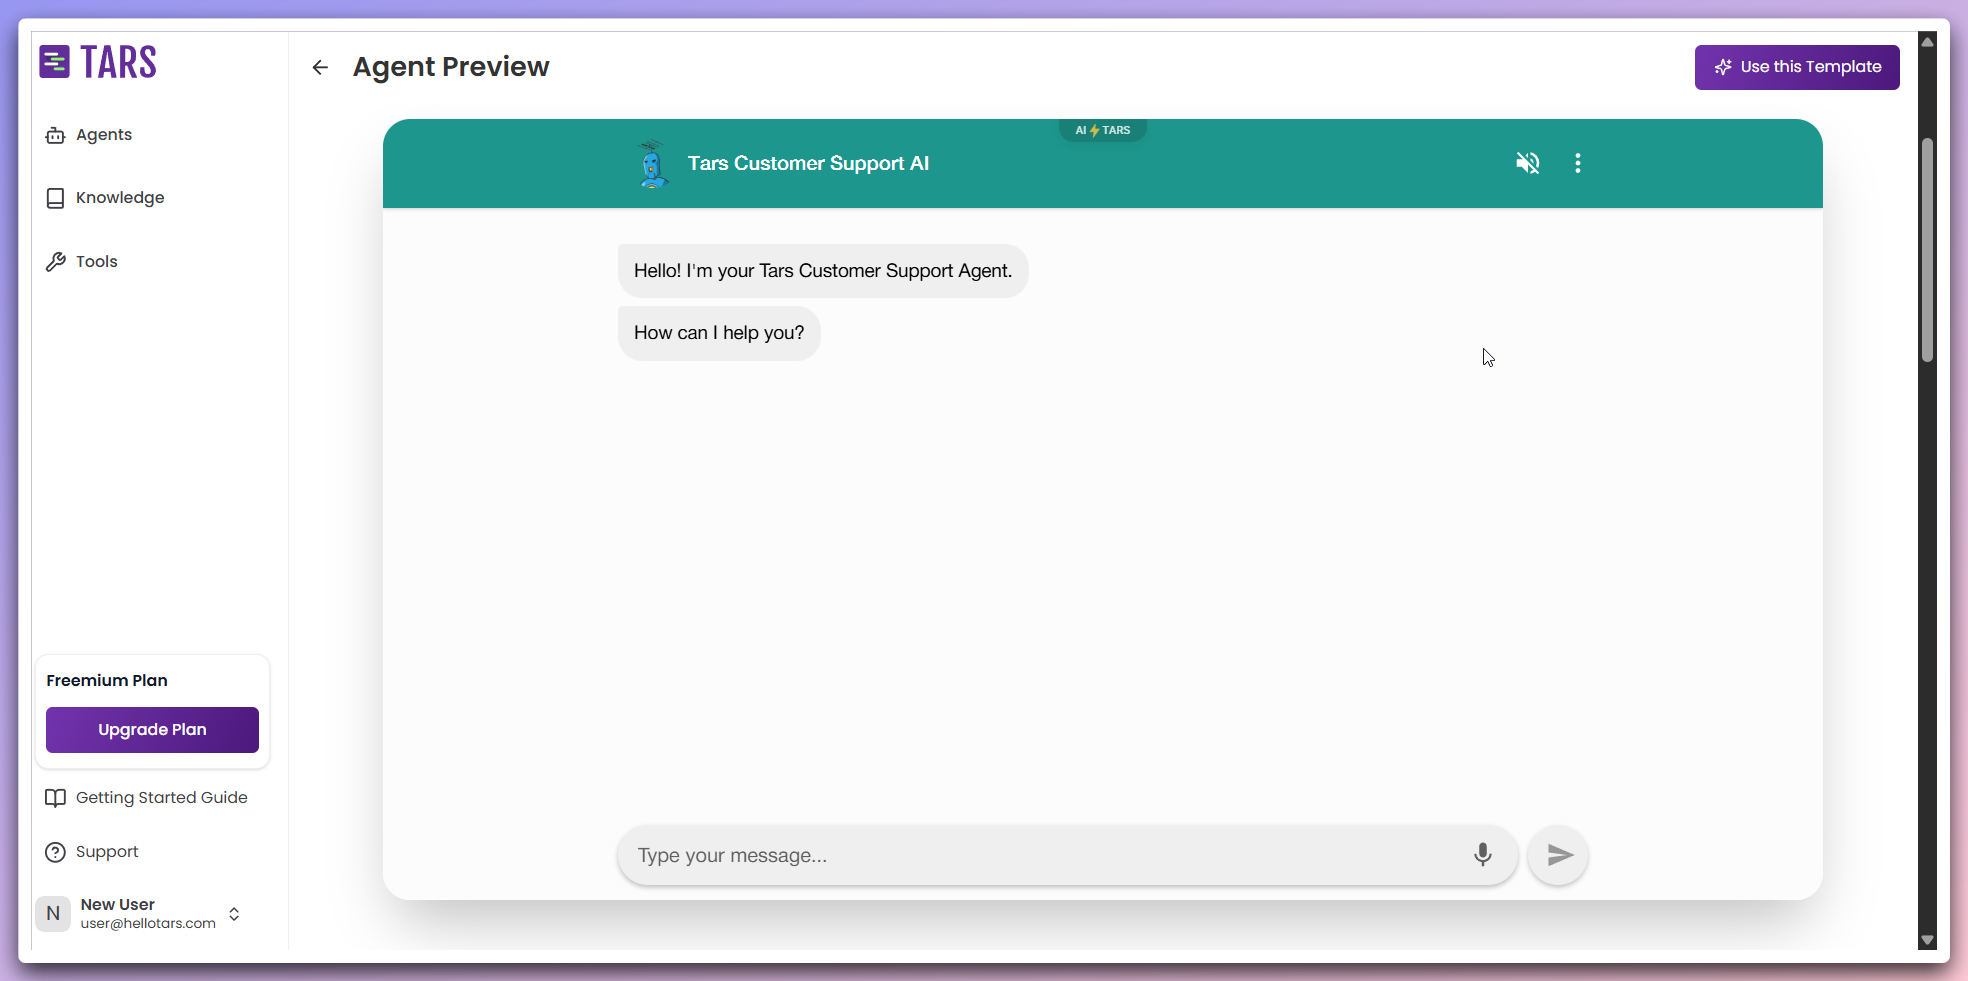 TARS
Agents
Knowledge
Tools
Freemium Plan
Upgrade Plan
Getting Started Guide
Support
N
New User
user@hellotars.com
Agent Preview
Use this Template
AI⚡TARS
Tars Customer Support AI
Hello! I'm your Tars Customer Support Agent.
How can I help you?
Type your message...